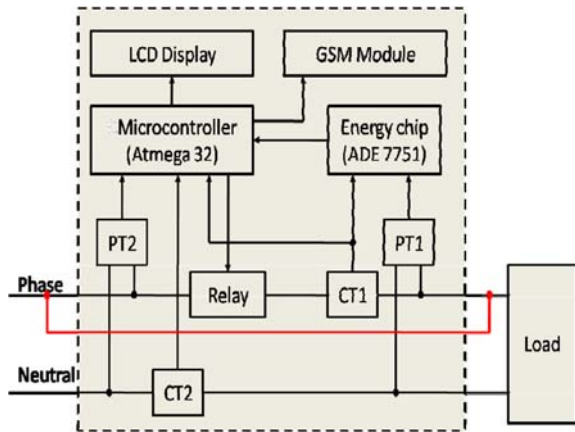 LCD Display
GSM Module
Microcontroller
(Atmega 32)
Energy chip
(ADE 7751)
PT2
PT1
Phase
Relay
CT1
Load
Neutral
CT2